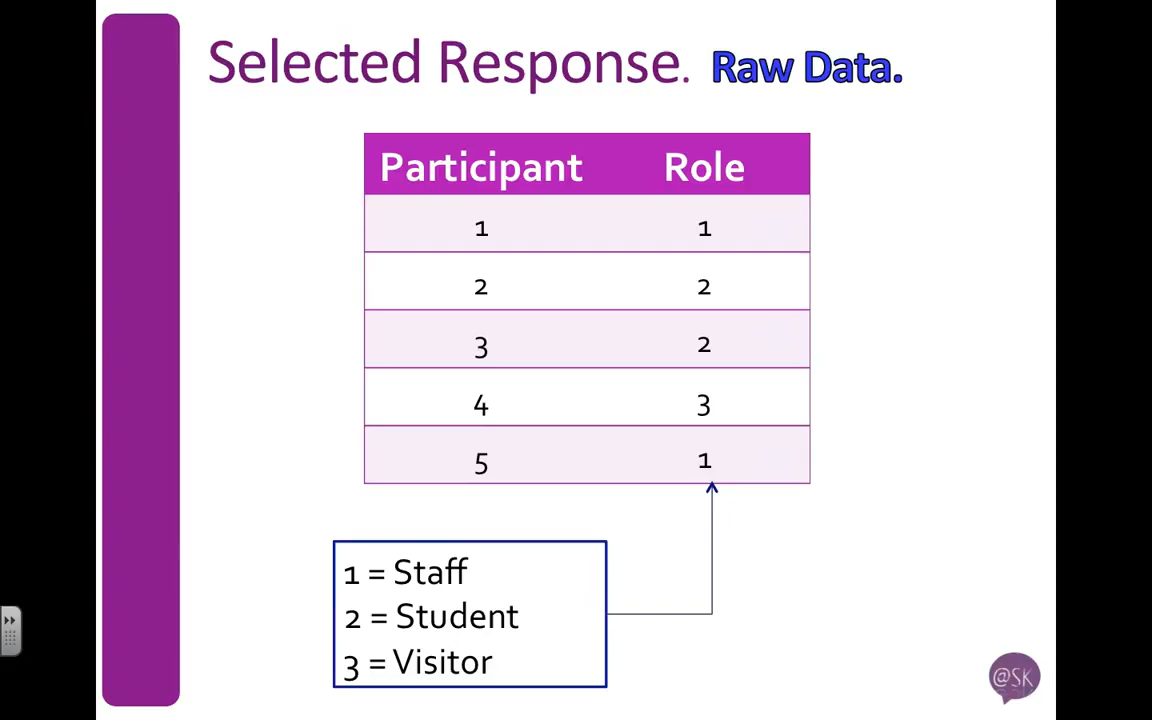 Selected Response. Raw Data.
Participant Role
1 1
2 2
3 2
4 3
5 1
1 = Staff
2 = Student
3 = Visitor
@SK